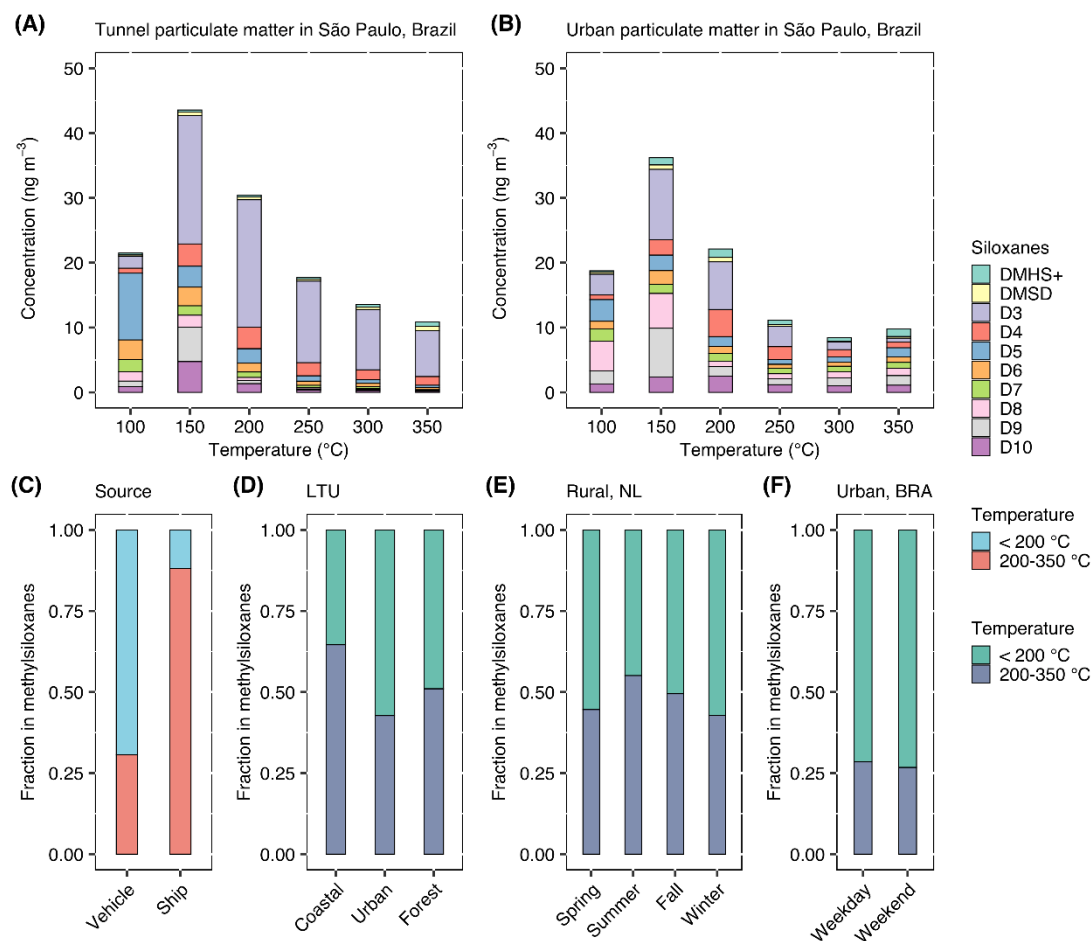 (A) Tunnel particulate matter in São Paulo, Brazil
50
40
30
20
10
0
Concentration (ng m⁻³)
100 150 200 250 300 350
Temperature (°C)
(B) Urban particulate matter in São Paulo, Brazil
50
40
30
20
10
0
Concentration (ng m⁻³)
100 150 200 250 300 350
Temperature (°C)
Siloxanes
DMHS+
DMSD
D3
D4
D5
D6
D7
D8
D9
D10
(C) Source
1.00
0.75
0.50
0.25
0.00
Fraction in methylsiloxanes
Vehicle Ship
(D) LTU
1.00
0.75
0.50
0.25
0.00
Fraction in methylsiloxanes
Coastal Urban Forest
(E) Rural, NL
1.00
0.75
0.50
0.25
0.00
Fraction in methylsiloxanes
Spring Summer Fall Winter
(F) Urban, BRA
1.00
0.75
0.50
0.25
0.00
Fraction in methylsiloxanes
Weekday Weekend
Temperature
< 200 °C
200-350 °C
Temperature
< 200 °C
200-350 °C